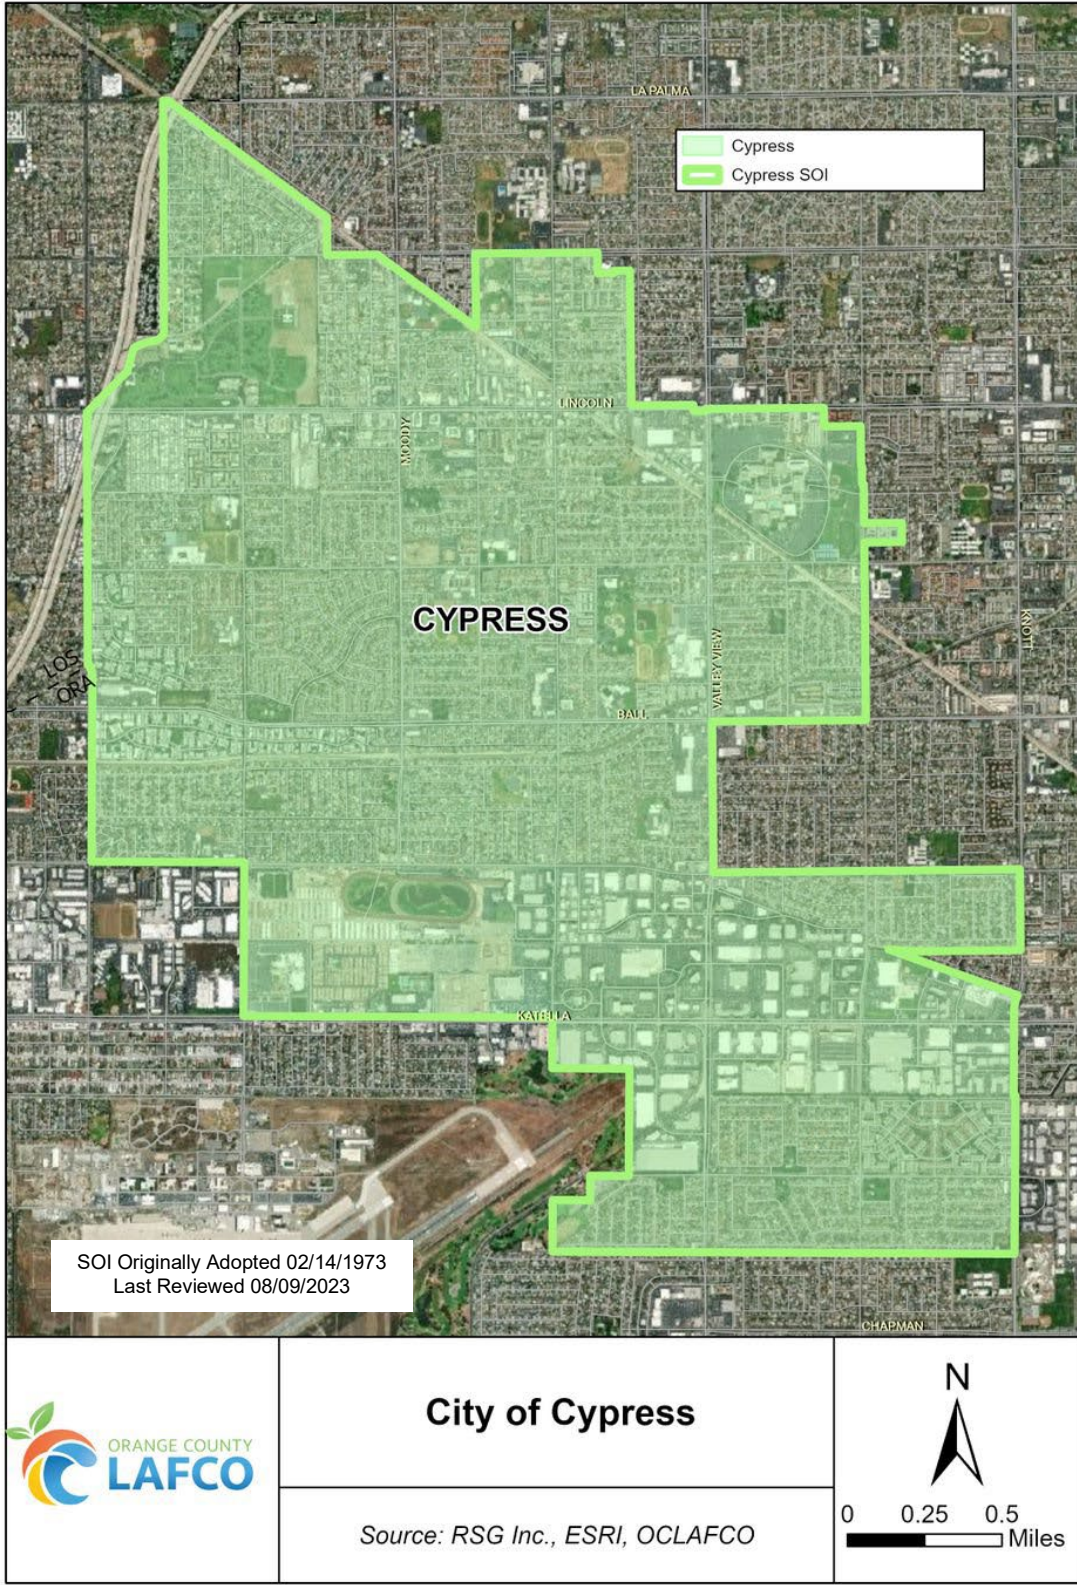 LA PALMA
Cypress
Cypress SOI
LINCOLN
MOODY
CYPRESS
KNOTT
VALLEY VIEW
LOS
ORA
BALL
KATELLA
SOI Originally Adopted 02/14/1973
Last Reviewed 08/09/2023
CHAPMAN
ORANGE COUNTY
LAFCO
City of Cypress
Source: RSG Inc., ESRI, OCLAFCO
N
0 0.25 0.5
Miles